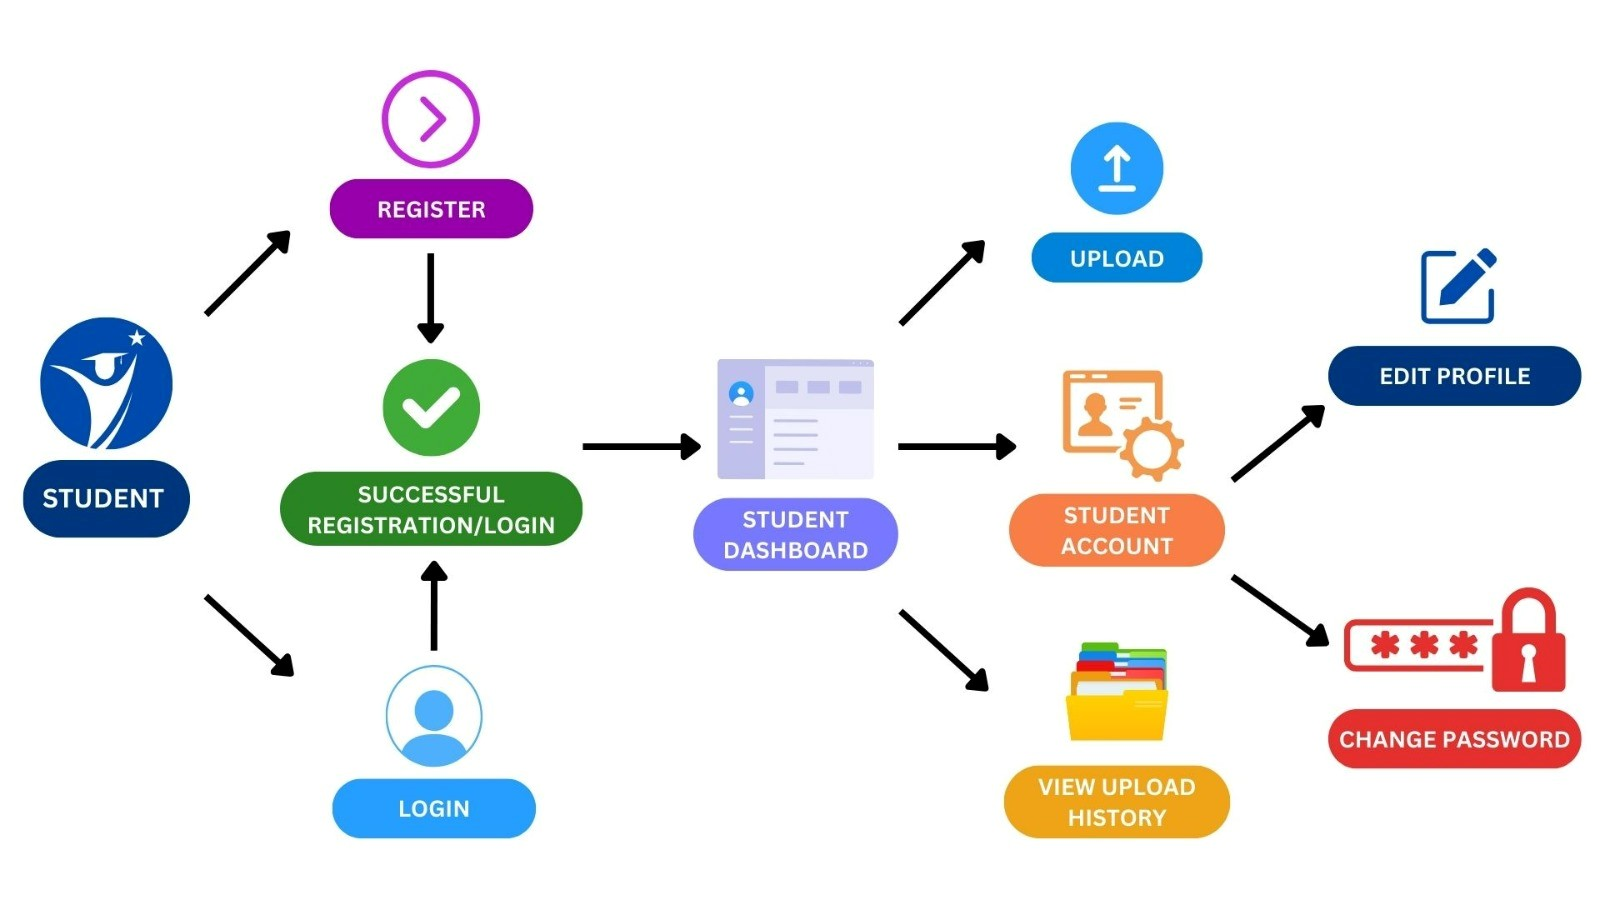 REGISTER
STUDENT
SUCCESSFUL
REGISTRATION/LOGIN
LOGIN
STUDENT
DASHBOARD
UPLOAD
STUDENT
ACCOUNT
VIEW UPLOAD
HISTORY
EDIT PROFILE
***
CHANGE PASSWORD